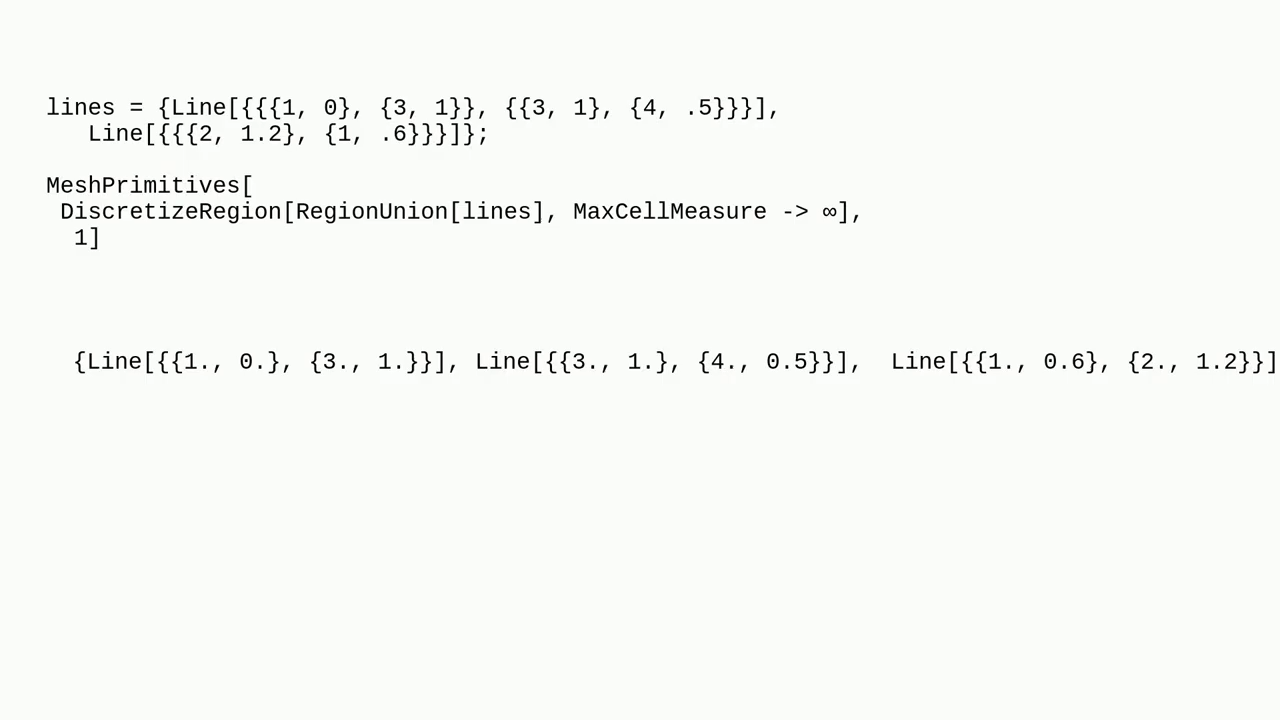 lines = {Line[{{{1, 0}, {3, 1}}, {{3, 1}, {4, .5}}}],
Line[{{{2, 1.2}, {1, .6}}}]};
MeshPrimitives[
DiscretizeRegion[RegionUnion[lines], MaxCellMeasure -> ∞],
1]
{Line[{{1., 0.}, {3., 1.}}], Line[{{3., 1.}, {4., 0.5}}], Line[{{1., 0.6}, {2., 1.2}}]